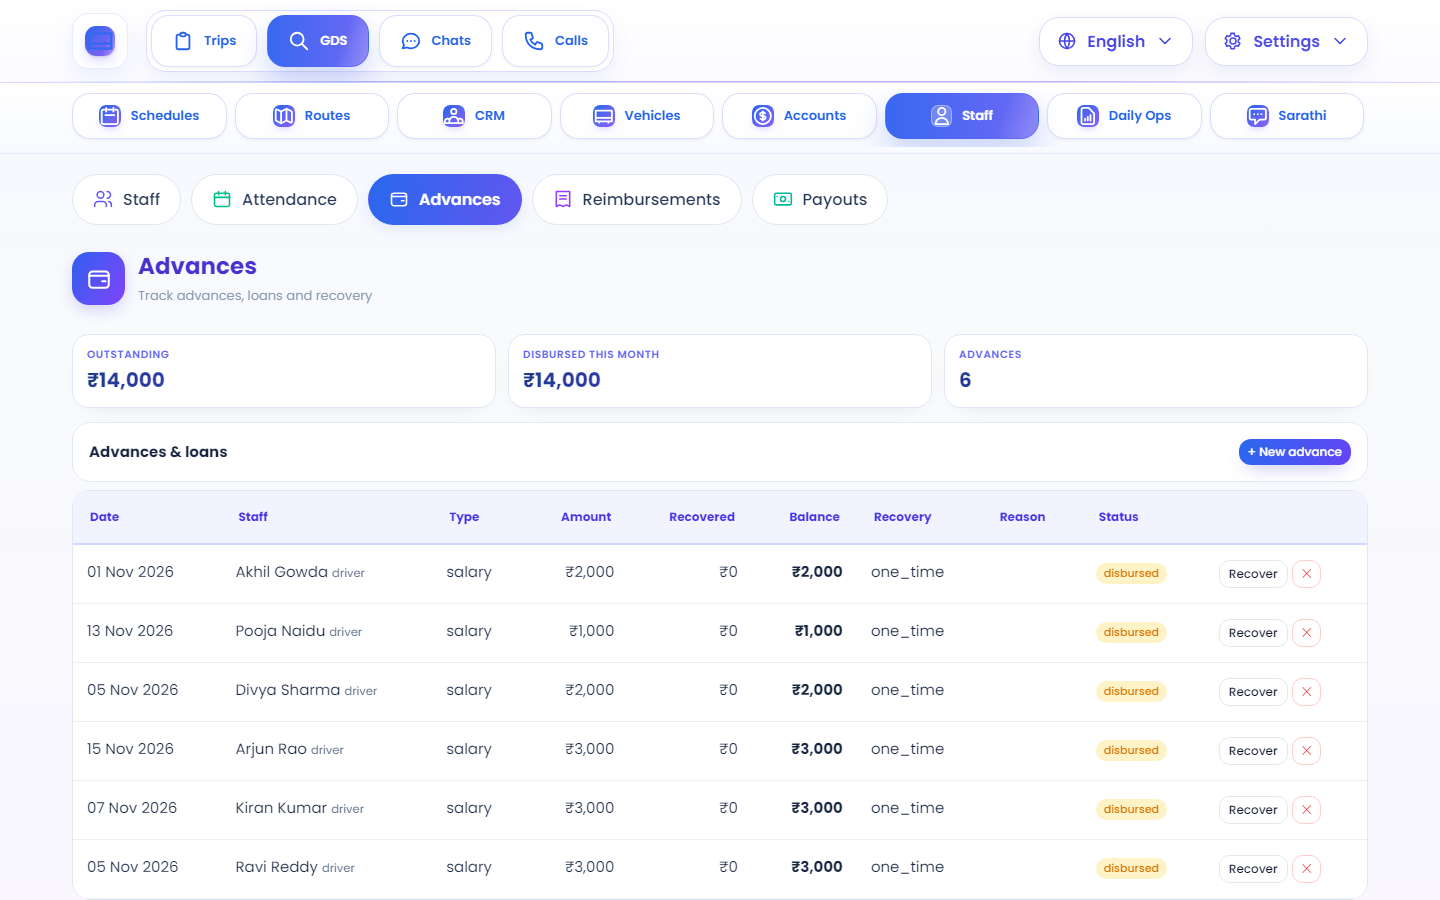 Trips GDS Chats Calls English Settings
Schedules Routes CRM Vehicles Accounts Staff Daily Ops Sarathi
Staff Attendance Advances Reimbursements Payouts
Advances
Track advances, loans and recovery
OUTSTANDING DISBURSED THIS MONTH ADVANCES
₹14,000 ₹14,000 6
Advances & loans + New advance
Date Staff Type Amount Recovered Balance Recovery Reason Status
01 Nov 2026 Akhil Gowda driver salary ₹2,000 ₹0 ₹2,000 one_time disbursed Recover
13 Nov 2026 Pooja Naidu driver salary ₹1,000 ₹0 ₹1,000 one_time disbursed Recover
05 Nov 2026 Divya Sharma driver salary ₹2,000 ₹0 ₹2,000 one_time disbursed Recover
15 Nov 2026 Arjun Rao driver salary ₹3,000 ₹0 ₹3,000 one_time disbursed Recover
07 Nov 2026 Kiran Kumar driver salary ₹3,000 ₹0 ₹3,000 one_time disbursed Recover
05 Nov 2026 Ravi Reddy driver salary ₹3,000 ₹0 ₹3,000 one_time disbursed Recover